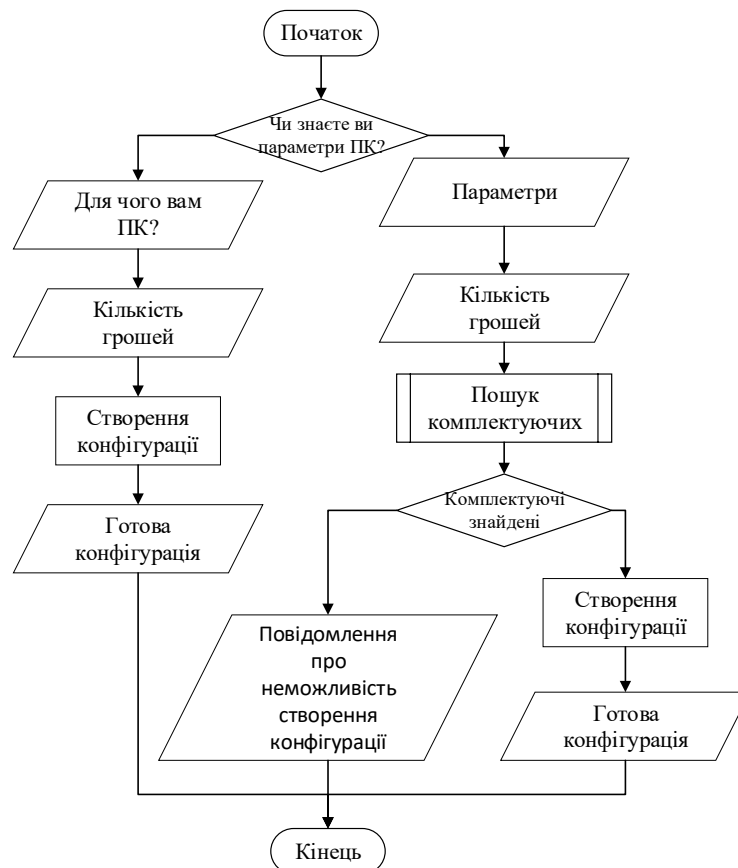 Початок
Чи знаєте ви
параметри ПК?
Для чого вам
ПК?
Параметри
Кількість
грошей
Кількість
грошей
Створення
конфігурації
Пошук
комплектуючих
Готова
конфігурація
Комплектуючі
знайдені
Повідомлення
про
неможливість
створення
конфігурації
Створення
конфігурації
Готова
конфігурація
Кінець